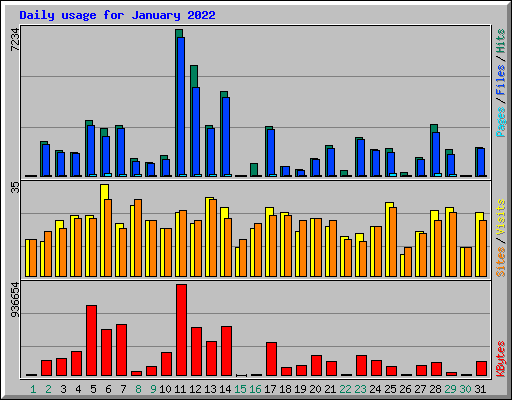 Daily usage for January 2022
7234
Pages / Files / Hits
35
Sites / Visits
936654
KBytes
1 2 3 4 5 6 7 8 9 10 11 12 13 14 15 16 17 18 19 20 21 22 23 24 25 26 27 28 29 30 31